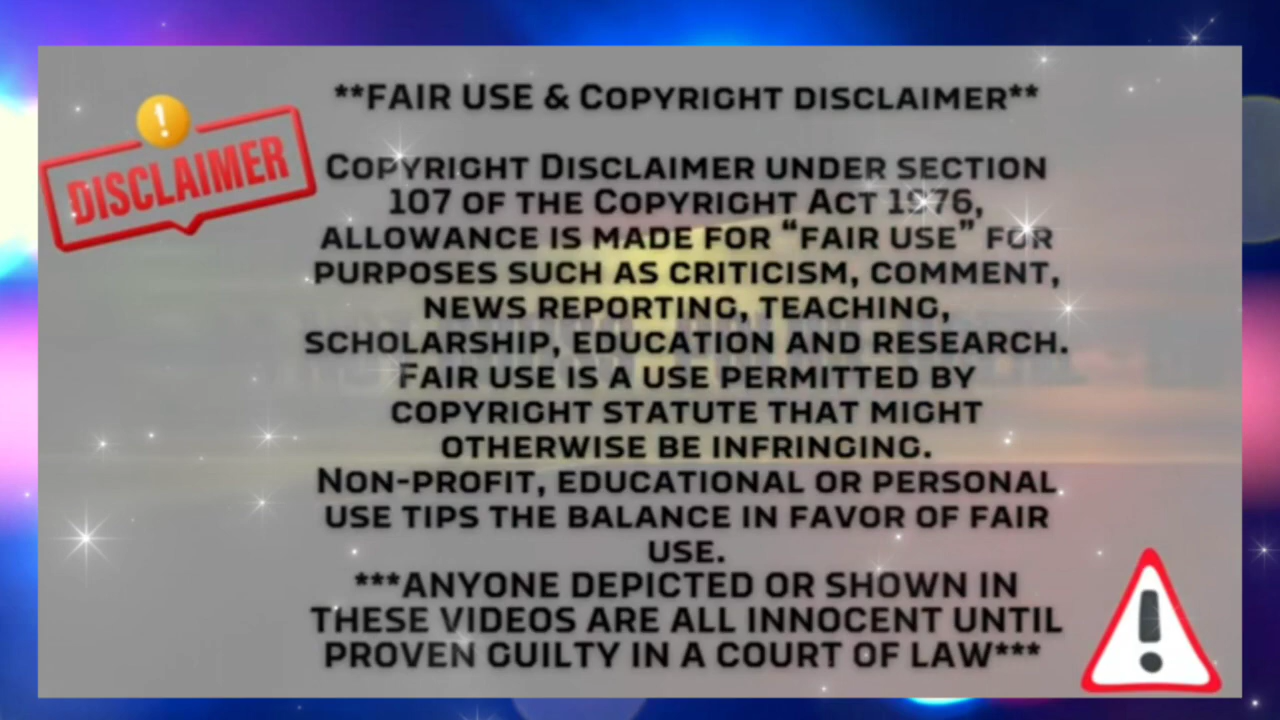 **FAIR USE & COPYRIGHT DISCLAIMER**
DISCLAIMER
COPYRIGHT DISCLAIMER UNDER SECTION
107 OF THE COPYRIGHT ACT 1976,
ALLOWANCE IS MADE FOR “FAIR USE” FOR
PURPOSES SUCH AS CRITICISM, COMMENT,
NEWS REPORTING, TEACHING,
SCHOLARSHIP, EDUCATION AND RESEARCH.
FAIR USE IS A USE PERMITTED BY
COPYRIGHT STATUTE THAT MIGHT
OTHERWISE BE INFRINGING.
NON-PROFIT, EDUCATIONAL OR PERSONAL
USE TIPS THE BALANCE IN FAVOR OF FAIR
USE.
***ANYONE DEPICTED OR SHOWN IN
THESE VIDEOS ARE ALL INNOCENT UNTIL
PROVEN GUILTY IN A COURT OF LAW***